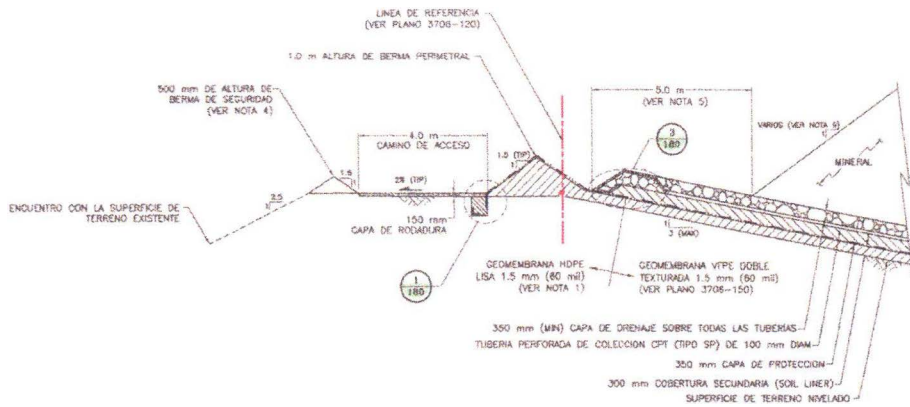 LINEA DE REFERENCIA
(VER PLANO 3706-120)
1.0 m ALTURA DE BERMA PERIMETRAL
500 mm DE ALTURA DE
BERMA DE SEGURIDAD
(VER NOTA 4)
5.0 m
(VER NOTA 5)
VARIOS (VER NOTA 6)
1
4.0 m
CAMINO DE ACCESO
3
180
1.5 (TIP)
1
MINERAL
1.5
1
2% (TIP)
2.5
1
ENCUENTRO CON LA SUPERFICIE DE
TERRENO EXISTENTE
150 mm
CAPA DE RODADURA
1
3 (MAX)
1
180
GEOMEMBRANA HDPE
LISA 1.5 mm (60 mil)
(VER NOTA 1)
GEOMEMBRANA VFPE DOBLE
TEXTURADA 1.5 mm (60 mil)
(VER PLANO 3706-150)
350 mm (MIN) CAPA DE DRENAJE SOBRE TODAS LAS TUBERIAS
TUBERIA PERFORADA DE COLECCION CPT (TIPO SP) DE 100 mm DIAM
350 mm CAPA DE PROTECCION
300 mm COBERTURA SECUNDARIA (SOIL LINER)
SUPERFICIE DE TERRENO NIVELADO